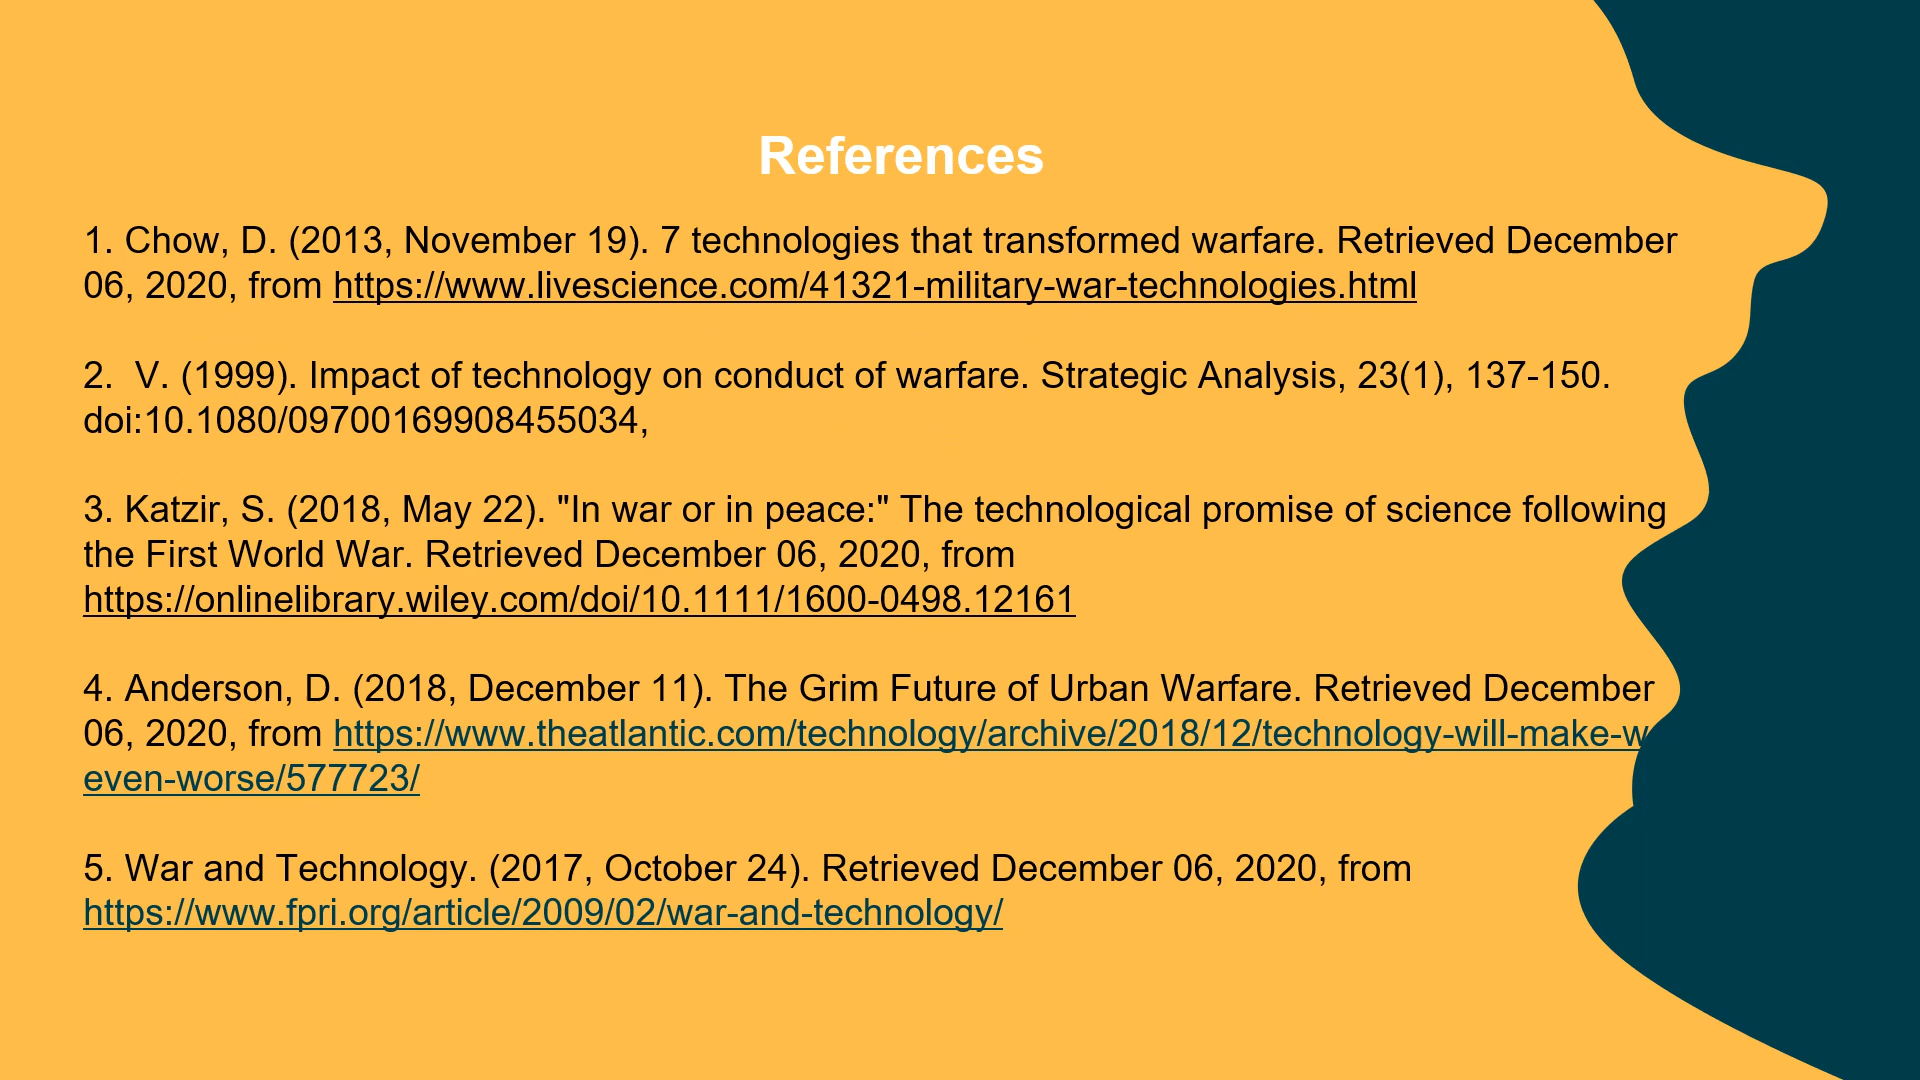 References
1. Chow, D. (2013, November 19). 7 technologies that transformed warfare. Retrieved December
06, 2020, from https://www.livescience.com/41321-military-war-technologies.html
2.  V. (1999). Impact of technology on conduct of warfare. Strategic Analysis, 23(1), 137-150.
doi:10.1080/09700169908455034,
3. Katzir, S. (2018, May 22). "In war or in peace:" The technological promise of science following
the First World War. Retrieved December 06, 2020, from
https://onlinelibrary.wiley.com/doi/10.1111/1600-0498.12161
4. Anderson, D. (2018, December 11). The Grim Future of Urban Warfare. Retrieved December
06, 2020, from https://www.theatlantic.com/technology/archive/2018/12/technology-will-make-w
even-worse/577723/
5. War and Technology. (2017, October 24). Retrieved December 06, 2020, from
https://www.fpri.org/article/2009/02/war-and-technology/